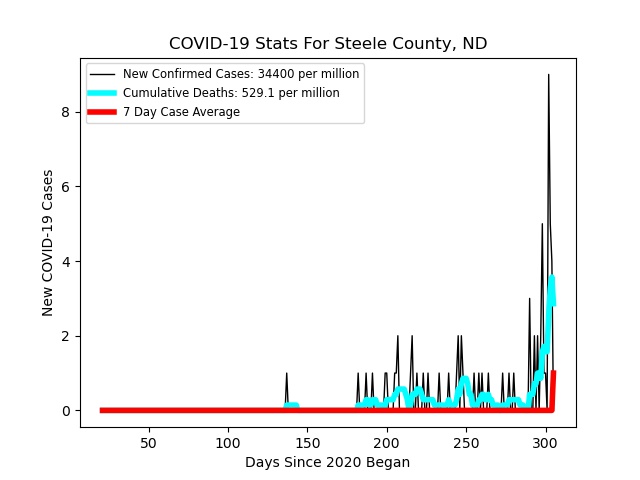 COVID-19 Stats For Steele County, ND
New Confirmed Cases: 34400 per million
Cumulative Deaths: 529.1 per million
7 Day Case Average
New COVID-19 Cases
8
6
4
2
0
50 100 150 200 250 300
Days Since 2020 Began